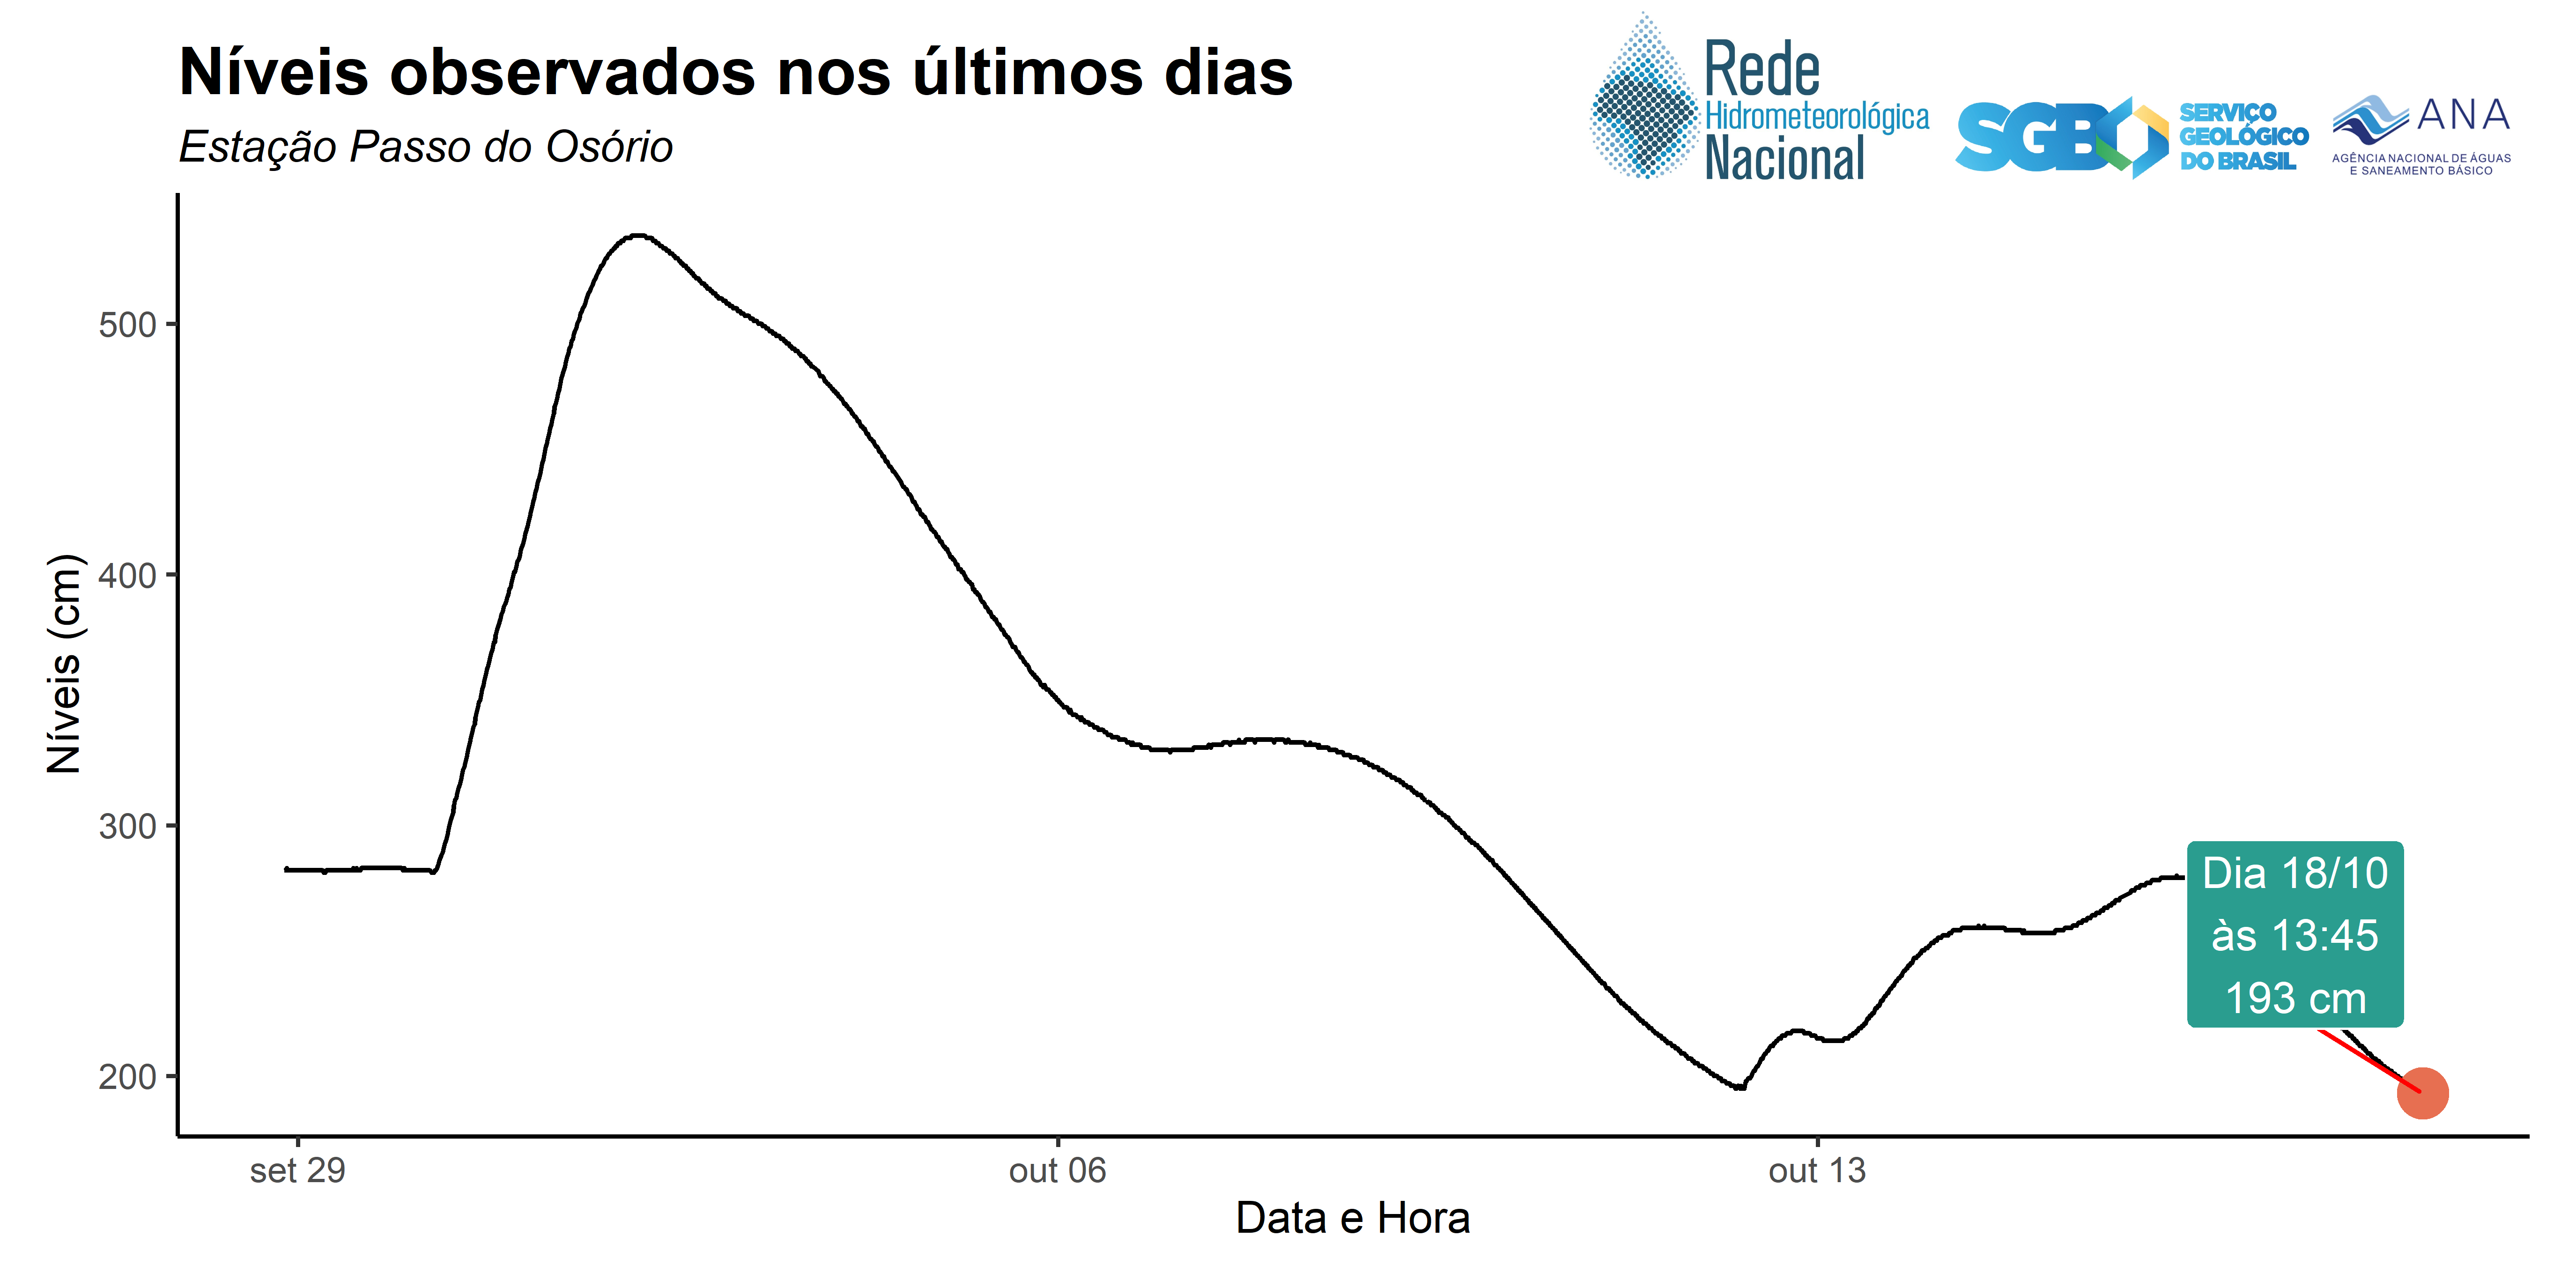 Níveis observados nos últimos dias
Estação Passo do Osório
Rede
Hidrometeorológica
Nacional
SGB
SERVIÇO
GEOLÓGICO
DO BRASIL
ANA
AGÊNCIA NACIONAL DE ÁGUAS
E SANEAMENTO BÁSICO
Níveis (cm)
500
400
300
200
Dia 18/10
às 13:45
193 cm
set 29
out 06
out 13
Data e Hora